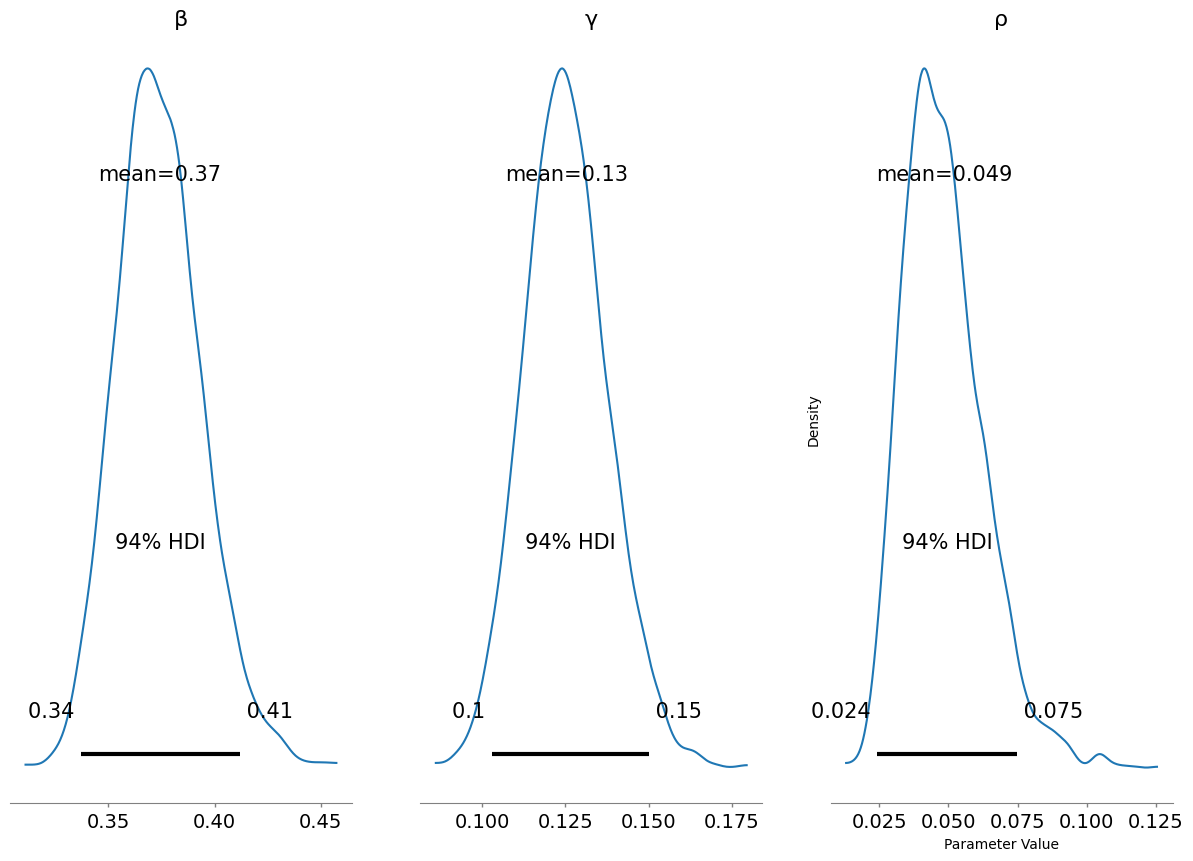 β
mean=0.37
94% HDI
0.34
0.41
0.35
0.40
0.45
γ
mean=0.13
94% HDI
0.1
0.15
0.100
0.125
0.150
0.175
ρ
mean=0.049
Density
94% HDI
0.024
0.075
0.025
0.050
0.075
0.100
0.125
Parameter Value